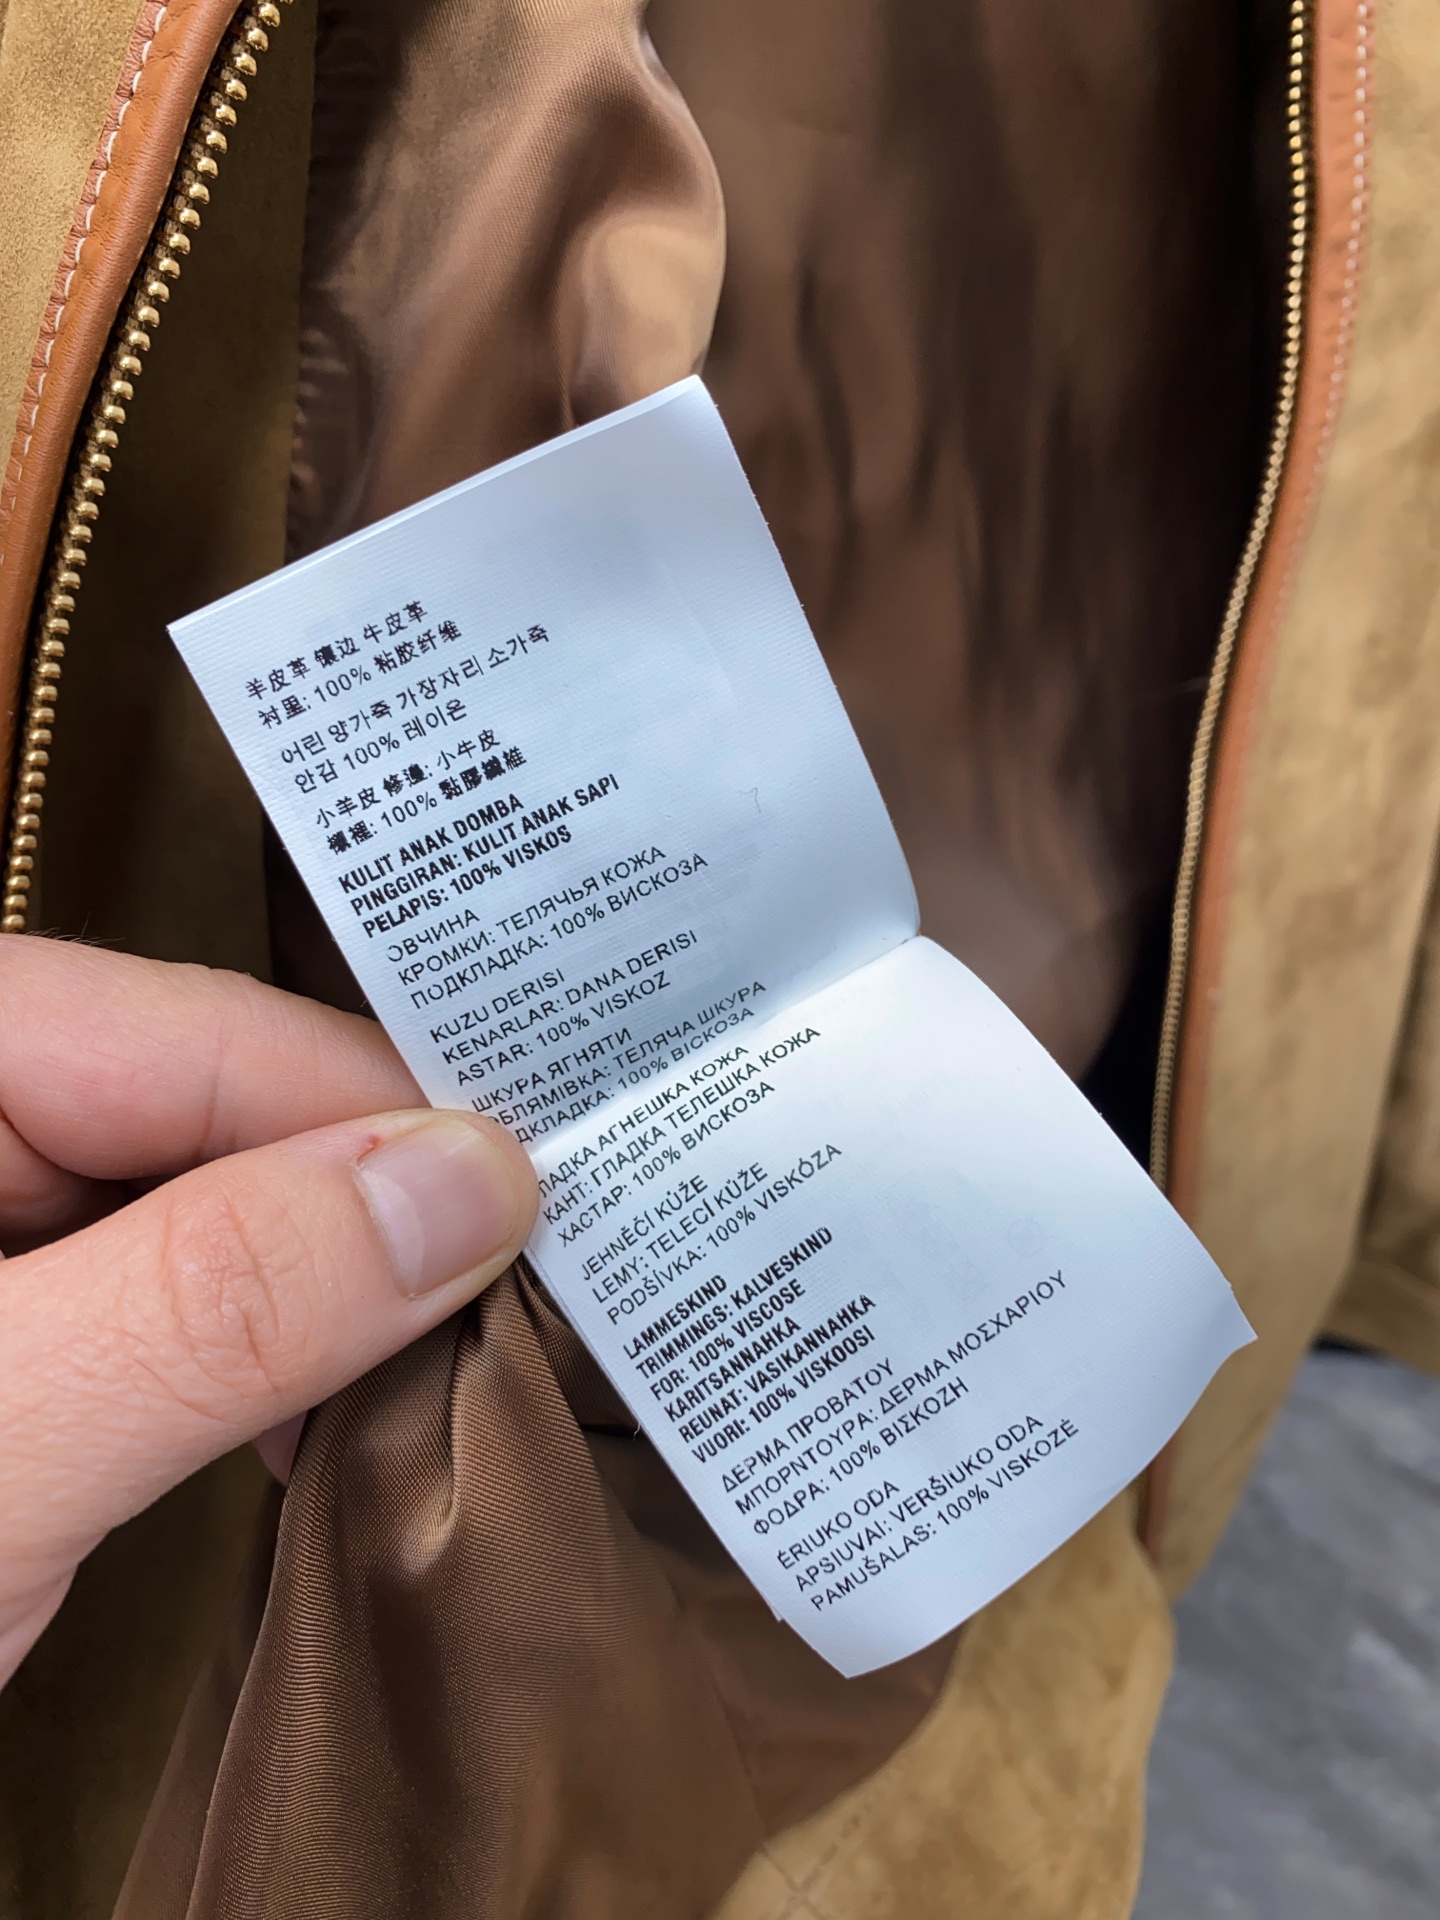 羊皮革 镶边 牛皮革
衬里: 100% 粘胶纤维
어린 양가죽 가장자리 소가죽
안감 100% 레이온
小羊皮 修邊: 小牛皮
襯裡: 100% 黏膠纖維
KULIT ANAK DOMBA
PINGGIRAN: KULIT ANAK SAPI
PELAPIS: 100% VISKOS
ОВЧИНА
КРОМКИ: ТЕЛЯЧЬЯ КОЖА
ПОДКЛАДКА: 100% ВИСКОЗА
KUZU DERISI
KENARLAR: DANA DERISI
ASTAR: 100% VISKOZ
ШКУРА ЯГНЯТИ
ОБЛЯМІВКА: ТЕЛЯЧА ШКУРА
ДКЛАДКА: 100% ВІСКОЗА
ЛАДКА АГНЕШКА КОЖА
КАНТ: ГЛАДКА ТЕЛЕШКА КОЖА
ХАСТАР: 100% ВИСКОЗА
JEHNĚČÍ KŮŽE
LEMY: TELECÍ KŮŽE
PODŠÍVKA: 100% VISKÓZA
LAMMESKIND
TRIMMINGS: KALVESKIND
FOR: 100% VISCOSE
KARITSANNAHKA
REUNAT: VASIKANNAHKA
VUORI: 100% VISKOOSI
ΔΕΡΜΑ ΠΡΟΒΑΤΟΥ
ΜΠΟΡΝΤΟΥΡΑ: ΔΕΡΜΑ ΜΟΣΧΑΡΙΟΥ
ΦΟΔΡΑ: 100% ΒΙΣΚΟΖΗ
ĖRIUKO ODA
APSIUVAI: VERŠIUKO ODA
PAMUŠALAS: 100% VISKOZĖ